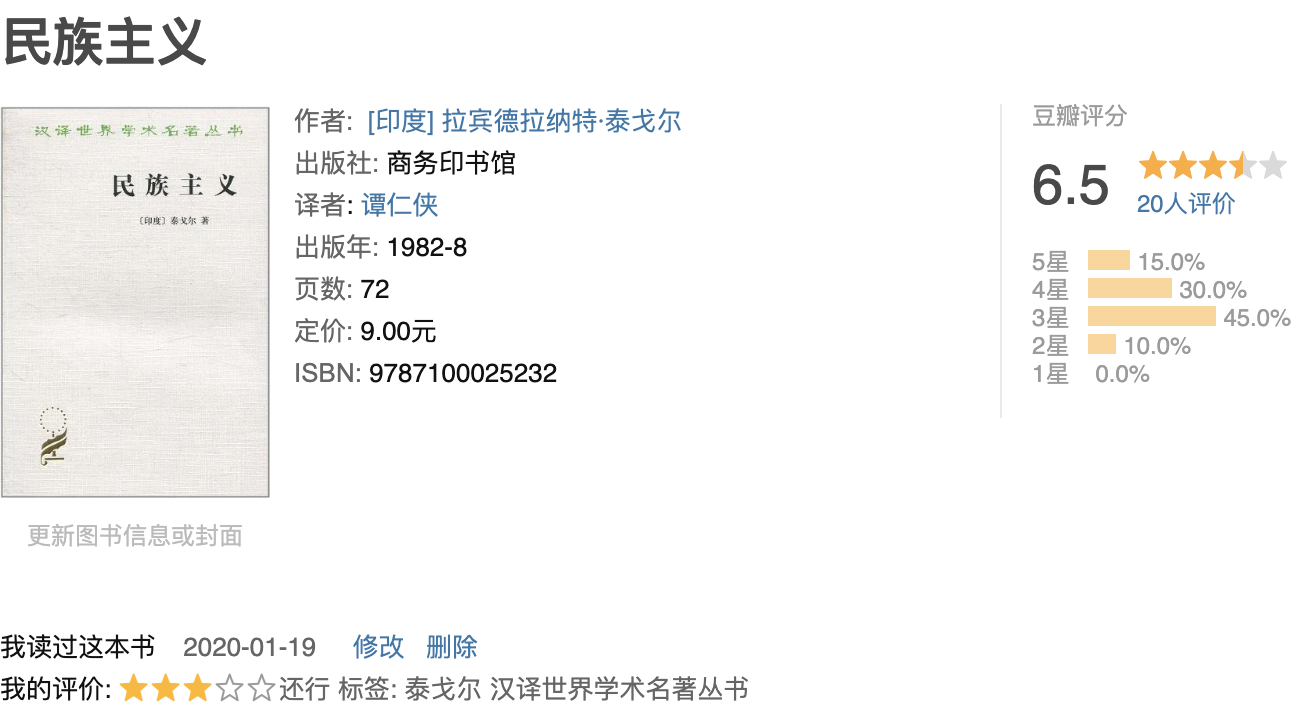 民族主义
汉译世界学术名著丛书
民族主义
〔印度〕泰戈尔 著
作者: [印度] 拉宾德拉纳特·泰戈尔
出版社: 商务印书馆
译者: 谭仁侠
出版年: 1982-8
页数: 72
定价: 9.00元
ISBN: 9787100025232
豆瓣评分
6.5
20人评价
5星 15.0%
4星 30.0%
3星 45.0%
2星 10.0%
1星 0.0%
更新图书信息或封面
我读过这本书 2020-01-19 修改 删除
我的评价: 还行 标签: 泰戈尔 汉译世界学术名著丛书